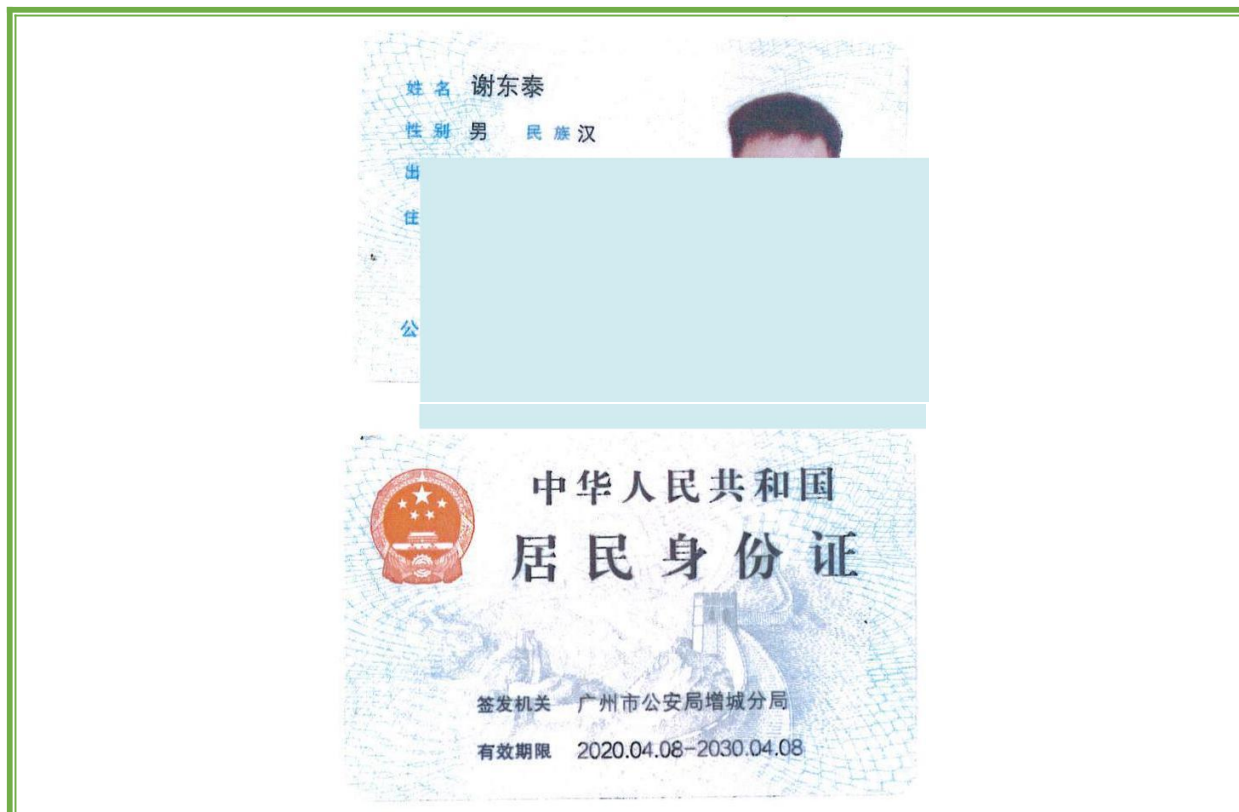 姓名 谢东泰
性别 男 民族 汉
出
住
公
中华人民共和国
居民身份证
签发机关 广州市公安局增城分局
有效期限 2020.04.08-2030.04.08